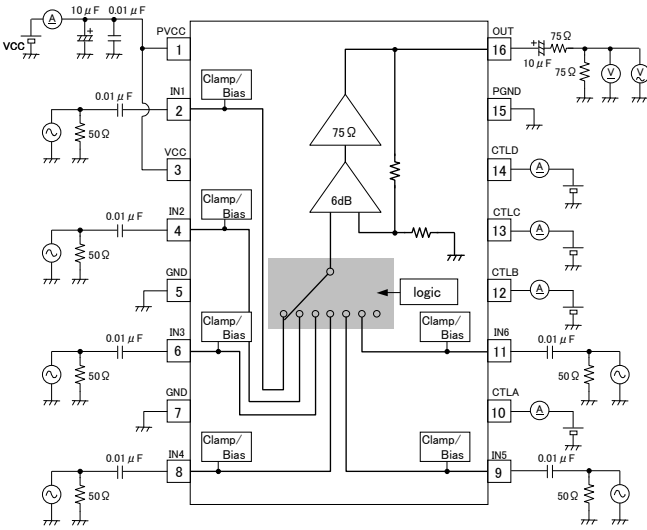 A
10μF
0.01μF
VCC
PVCC
1
Clamp/
Bias
IN1
2
0.01μF
50Ω
VCC
3
Clamp/
Bias
IN2
4
0.01μF
50Ω
GND
5
Clamp/
Bias
IN3
6
0.01μF
50Ω
GND
7
Clamp/
Bias
IN4
8
0.01μF
50Ω
75Ω
6dB
logic
OUT
16
+
10μF
75Ω
75Ω
V
V
PGND
15
CTLD
14
A
CTLC
13
A
CTLB
12
A
Clamp/
Bias
IN6
11
0.01μF
50Ω
CTLA
10
A
Clamp/
Bias
IN5
9
0.01μF
50Ω